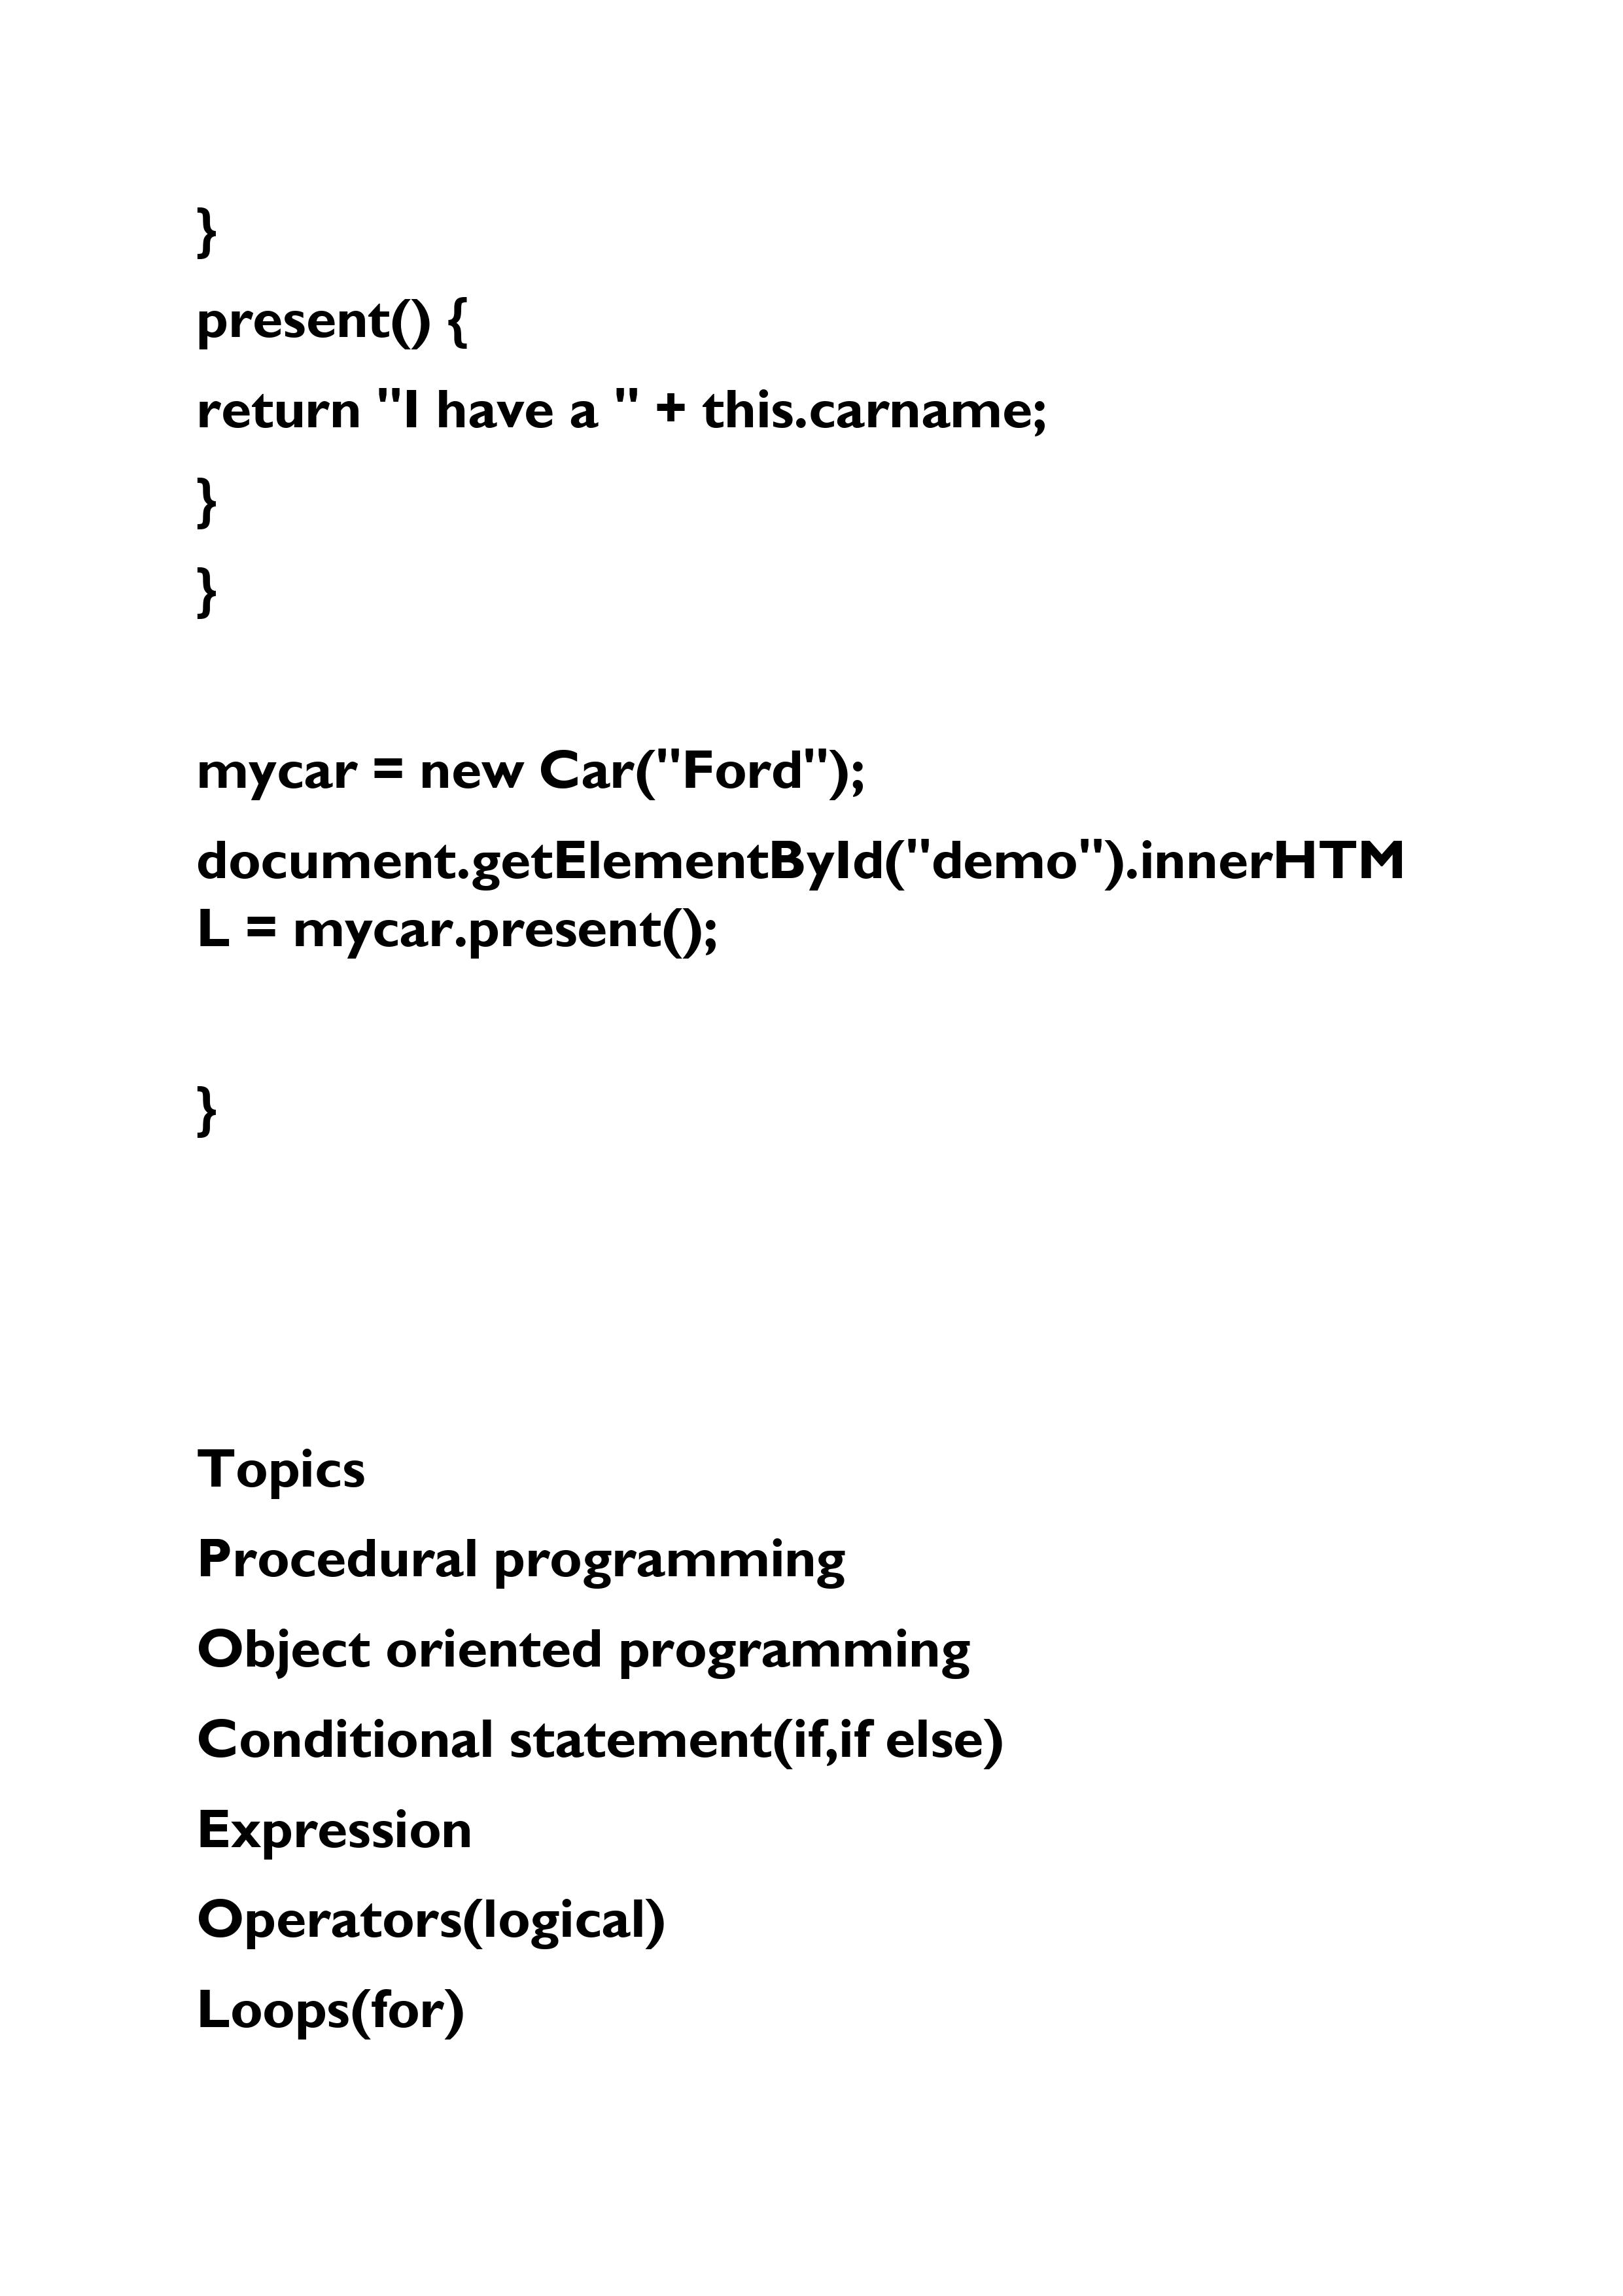 }
present() {
return "I have a " + this.carname;
}
}
mycar = new Car("Ford");
document.getElementById("demo").innerHTM
L = mycar.present();
}
Topics
Procedural programming
Object oriented programming
Conditional statement(if,if else)
Expression
Operators(logical)
Loops(for)